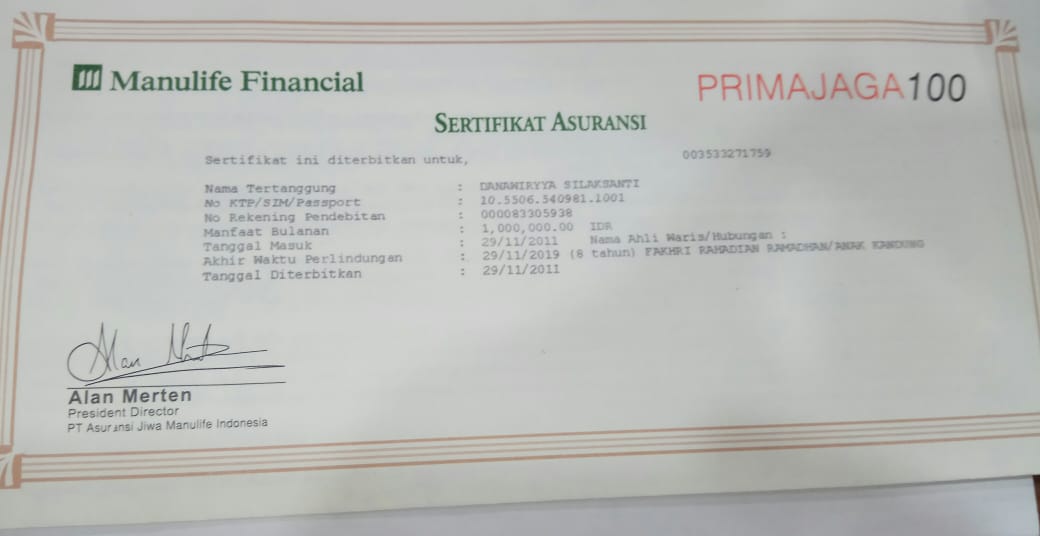 Manulife Financial
PRIMAJAGA100
SERTIFIKAT ASURANSI
Sertifikat ini diterbitkan untuk,
003533271759
Nama Tertanggung : DANAWIRYYA SILAKSANTI
No KTP/SIM/Passport : 10.5506.540981.1001
No Rekening Pendebitan : 000083305938
Manfaat Bulanan : 1,000,000.00 IDR
Tanggal Masuk : 29/11/2011 Nama Ahli Waris/Hubungan :
Akhir Waktu Perlindungan : 29/11/2019 (8 tahun) FAKHRI RAHADIAN RAMADHAN/ANAK KANDUNG
Tanggal Diterbitkan : 29/11/2011
Alan Merten
President Director
PT Asuransi Jiwa Manulife Indonesia